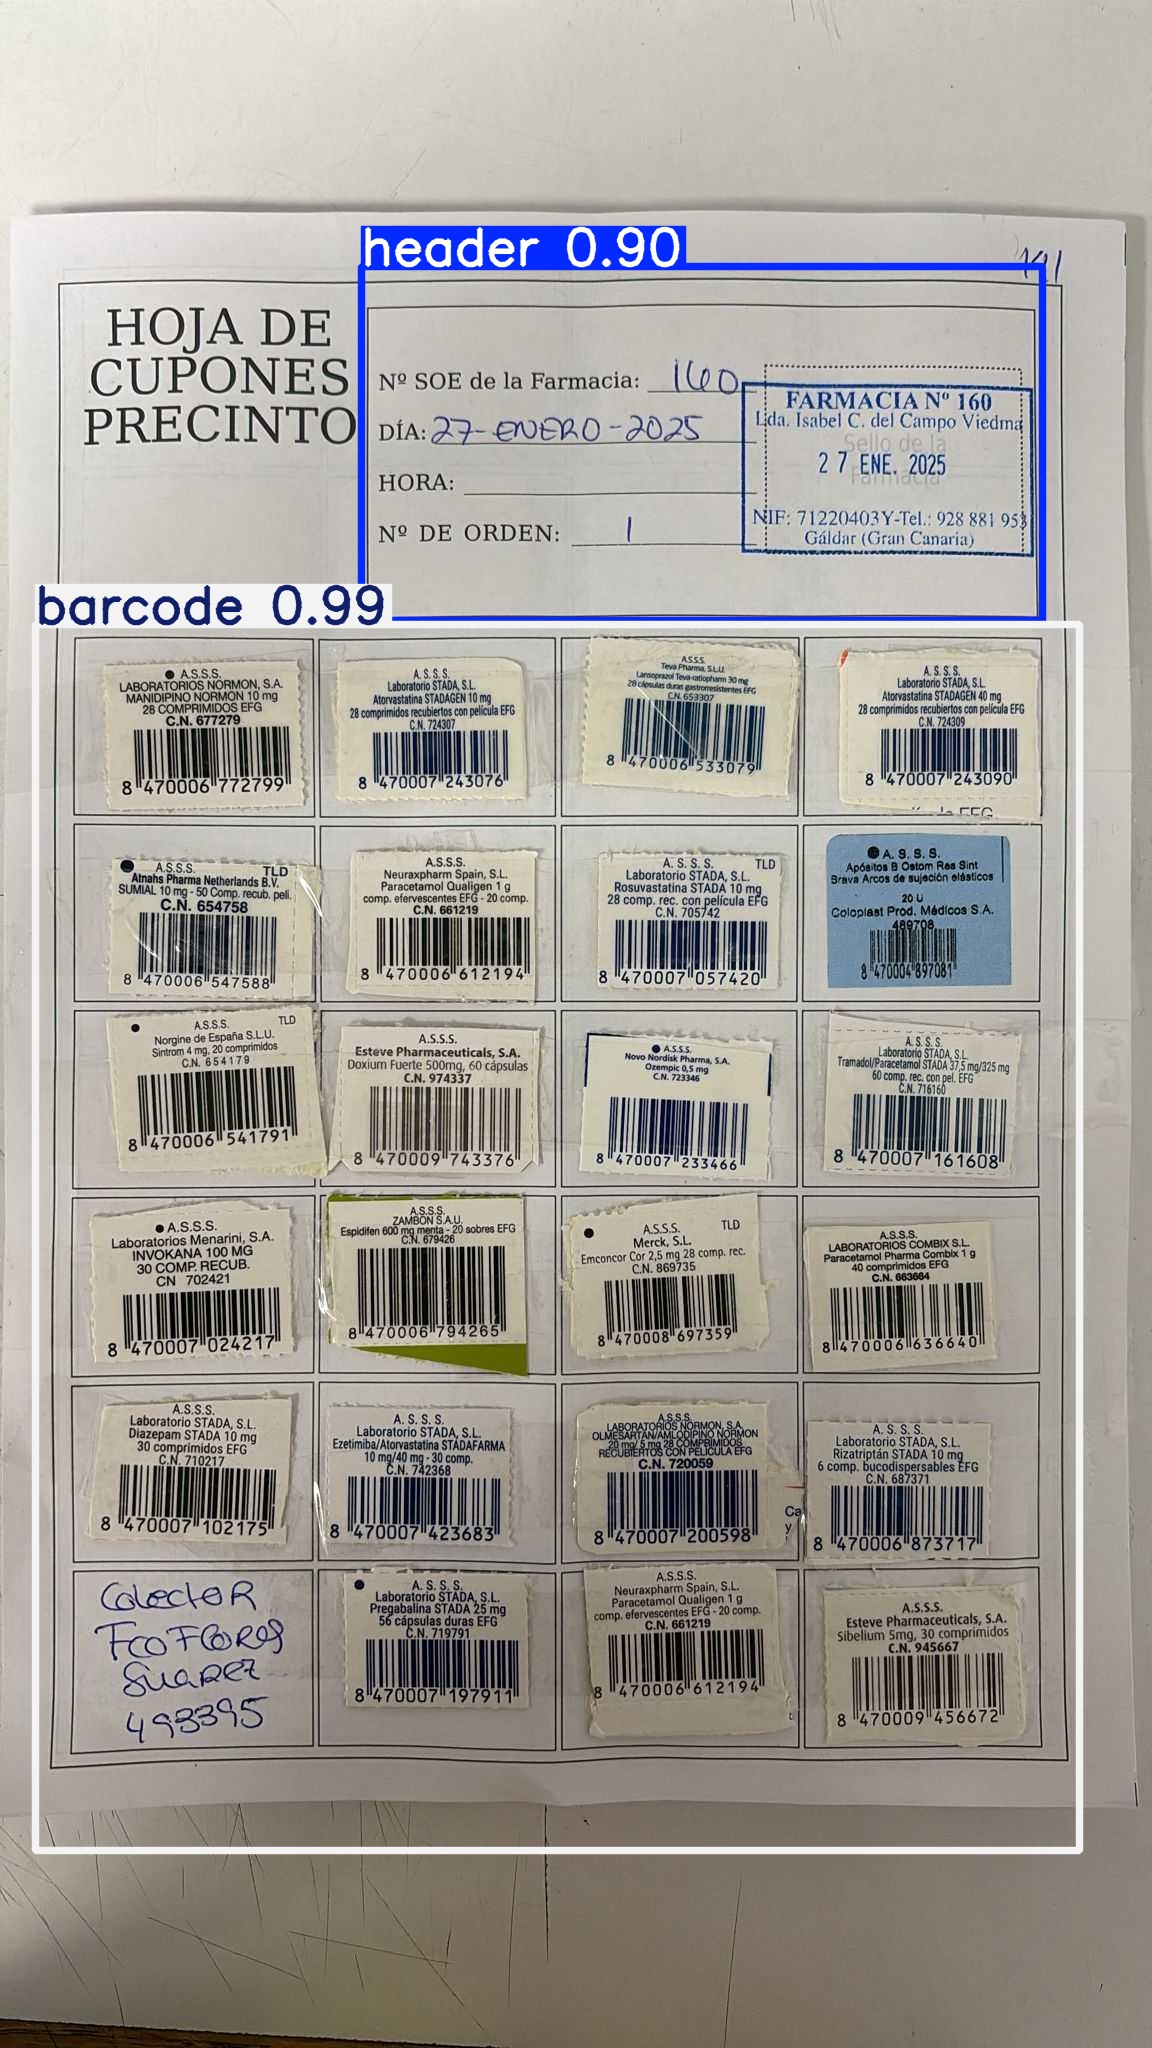 header 0.90
141
HOJA DE
CUPONES
PRECINTO
Nº SOE de la Farmacia: 160
DÍA: 27-ENERO-2025
HORA:
Nº DE ORDEN: 1
Sello de la
Farmacia
FARMACIA Nº 160
Lda. Isabel C. del Campo Viedma
27 ENE. 2025
NIF: 71220403Y-Tel.: 928 881 953
Gáldar (Gran Canaria)
barcode 0.99
A.S.S.S.
LABORATORIOS NORMON, S.A.
MANIDIPINO NORMON 10 mg
28 COMPRIMIDOS EFG
C.N. 677279
8 470006 772799
A. S. S. S.
Laboratorio STADA, S.L.
Atorvastatina STADAGEN 10 mg
28 comprimidos recubiertos con película EFG
C.N. 724307
8 470007 243076
A.S.S.S.
Teva Pharma, S.L.U.
Lansoprazol Teva-ratiopharm 30 mg
28 cápsulas duras gastrorresistentes EFG
C.N. 653307
8 470006 533079
A. S. S. S.
Laboratorio STADA, S.L.
Atorvastatina STADAGEN 40 mg
28 comprimidos recubiertos con película EFG
C.N. 724309
8 470007 243090
A.S.S.S. TLD
Atnahs Pharma Netherlands B.V.
SUMIAL 10 mg - 50 Comp. recub. peli.
C.N. 654758
8 470006 547588
A.S.S.S.
Neuraxpharm Spain, S.L.
Paracetamol Qualigen 1 g
comp. efervescentes EFG - 20 comp.
C.N. 661219
8 470006 612194
A. S. S. S. TLD
Laboratorio STADA, S.L.
Rosuvastatina STADA 10 mg
28 comp. rec. con película EFG
C.N. 705742
8 470007 057420
A. S. S. S.
Apósitos B Ostom Res Sint
Brava Arcos de sujeción elásticos
20 U
Coloplast Prod. Médicos S.A.
489708
8 470004 897081
A.S.S.S. TLD
Norgine de España S.L.U.
Sintrom 4 mg, 20 comprimidos
C.N. 654179
8 470006 541791
A.S.S.S.
Esteve Pharmaceuticals, S.A.
Doxium Fuerte 500mg, 60 cápsulas
C.N. 974337
8 470009 743376
A.S.S.S.
Novo Nordisk Pharma, S.A.
Ozempic 0,5 mg
C.N. 723346
8 470007 233466
A. S. S. S.
Laboratorio STADA, S.L.
Tramadol/Paracetamol STADA 37,5 mg/325 mg
60 comp. rec. con pel. EFG
C.N. 716160
8 470007 161608
A.S.S.S.
Laboratorios Menarini, S.A.
INVOKANA 100 MG
30 COMP. RECUB.
CN 702421
8 470007 024217
A.S.S.S.
ZAMBON S.A.U.
Espidifen 600 mg menta - 20 sobres EFG
C.N. 679426
8 470006 794265
A.S.S.S. TLD
Merck, S.L.
Emconcor Cor 2,5 mg 28 comp. rec.
C.N. 869735
8 470008 697359
A.S.S.S.
LABORATORIOS COMBIX S.L.
Paracetamol Pharma Combix 1 g
40 comprimidos EFG
C.N. 663664
8 470006 636640
A. S. S. S.
Laboratorio STADA, S.L.
Diazepam STADA 10 mg
30 comprimidos EFG
C.N. 710217
8 470007 102175
A. S. S. S.
Laboratorio STADA, S.L.
Ezetimiba/Atorvastatina STADAFARMA
10 mg/40 mg - 30 comp.
C.N. 742368
8 470007 423683
A.S.S.S.
LABORATORIOS NORMON, S.A.
OLMESARTAN/AMLODIPINO NORMON
20 mg/ 5 mg 28 COMPRIMIDOS
RECUBIERTOS CON PELICULA EFG
C.N. 720059
8 470007 200598
Ca
y
A. S. S. S.
Laboratorio STADA, S.L.
Rizatriptán STADA 10 mg
6 comp. bucodispersables EFG
C.N. 687371
8 470006 873717
Colector
Fco Flores
Suarez
493395
A. S. S. S.
Laboratorio STADA, S.L.
Pregabalina STADA 25 mg
56 cápsulas duras EFG
C.N. 719791
8 470007 197911
A.S.S.S.
Neuraxpharm Spain, S.L.
Paracetamol Qualigen 1 g
comp. efervescentes EFG - 20 comp.
C.N. 661219
8 470006 612194
A.S.S.S.
Esteve Pharmaceuticals, S.A.
Sibelium 5mg, 30 comprimidos
C.N. 945667
8 470009 456672